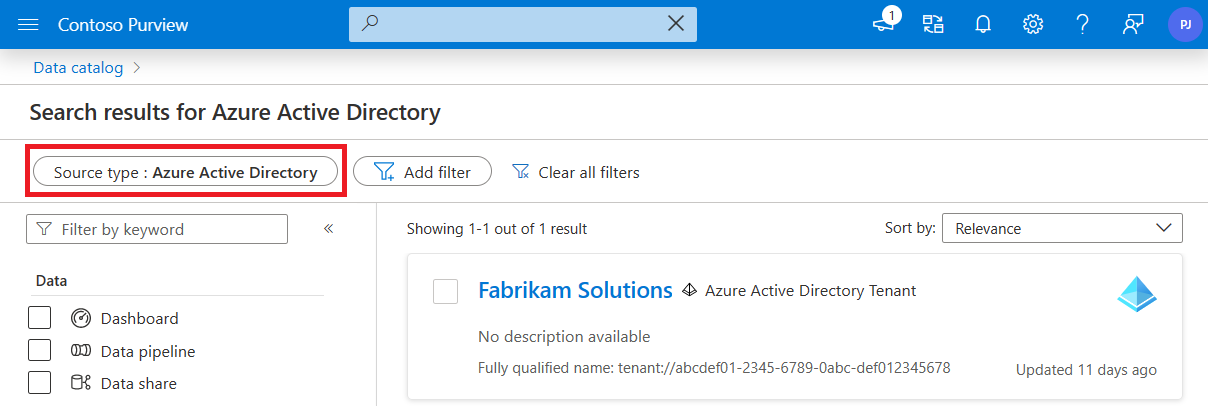 Contoso Purview
1
PJ
Data catalog
Search results for Azure Active Directory
Source type : Azure Active Directory
Add filter
Clear all filters
Filter by keyword
Showing 1-1 out of 1 result
Sort by:
Relevance
Data
Dashboard
Data pipeline
Data share
Fabrikam Solutions
Azure Active Directory Tenant
No description available
Fully qualified name: tenant://abcdef01-2345-6789-0abc-def012345678
Updated 11 days ago